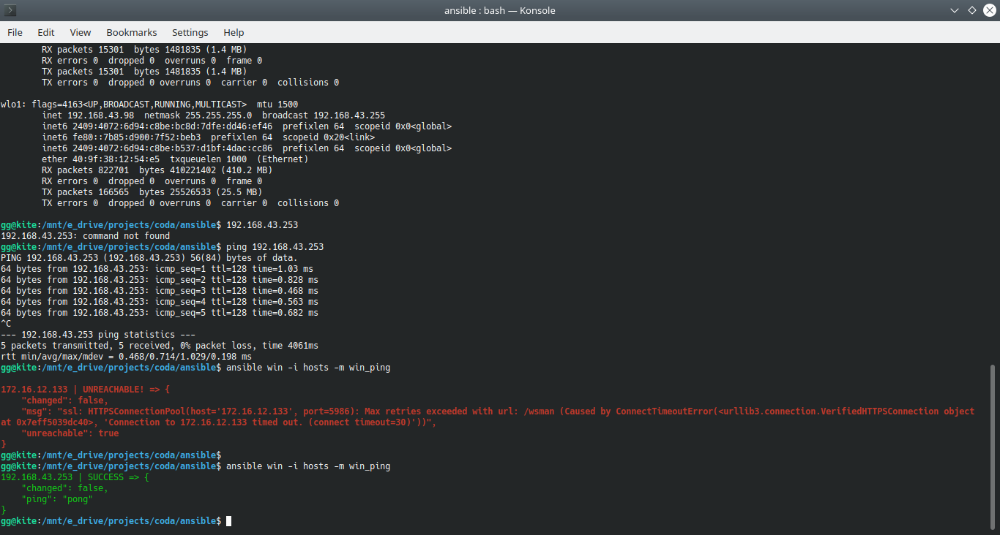 ansible : bash — Konsole
File Edit View Bookmarks Settings Help
RX packets 15301  bytes 1481835 (1.4 MB)
RX errors 0  dropped 0  overruns 0  frame 0
TX packets 15301  bytes 1481835 (1.4 MB)
TX errors 0  dropped 0 overruns 0  carrier 0  collisions 0
wlo1: flags=4163<UP,BROADCAST,RUNNING,MULTICAST>  mtu 1500
inet 192.168.43.98  netmask 255.255.255.0  broadcast 192.168.43.255
inet6 2409:4072:6d94:c8be:bc8d:7dfe:dd46:ef46  prefixlen 64  scopeid 0x0<global>
inet6 fe80::7b85:d900:7f52:beb3  prefixlen 64  scopeid 0x20<link>
inet6 2409:4072:6d94:c8be:b537:d1bf:4dac:cc86  prefixlen 64  scopeid 0x0<global>
ether 40:9f:38:12:54:e5  txqueuelen 1000  (Ethernet)
RX packets 822701  bytes 410221402 (410.2 MB)
RX errors 0  dropped 0  overruns 0  frame 0
TX packets 166565  bytes 25526533 (25.5 MB)
TX errors 0  dropped 0 overruns 0  carrier 0  collisions 0
gg@kite:/mnt/e_drive/projects/coda/ansible$ 192.168.43.253
192.168.43.253: command not found
gg@kite:/mnt/e_drive/projects/coda/ansible$ ping 192.168.43.253
PING 192.168.43.253 (192.168.43.253) 56(84) bytes of data.
64 bytes from 192.168.43.253: icmp_seq=1 ttl=128 time=1.03 ms
64 bytes from 192.168.43.253: icmp_seq=2 ttl=128 time=0.828 ms
64 bytes from 192.168.43.253: icmp_seq=3 ttl=128 time=0.468 ms
64 bytes from 192.168.43.253: icmp_seq=4 ttl=128 time=0.563 ms
64 bytes from 192.168.43.253: icmp_seq=5 ttl=128 time=0.682 ms
^C
--- 192.168.43.253 ping statistics ---
5 packets transmitted, 5 received, 0% packet loss, time 4061ms
rtt min/avg/max/mdev = 0.468/0.714/1.029/0.198 ms
gg@kite:/mnt/e_drive/projects/coda/ansible$ ansible win -i hosts -m win_ping
172.16.12.133 | UNREACHABLE! => {
"changed": false,
"msg": "ssl: HTTPSConnectionPool(host='172.16.12.133', port=5986): Max retries exceeded with url: /wsman (Caused by ConnectTimeoutError(<urllib3.connection.VerifiedHTTPSConnection object
at 0x7eff5039dc40>, 'Connection to 172.16.12.133 timed out. (connect timeout=30)'))",
"unreachable": true
}
gg@kite:/mnt/e_drive/projects/coda/ansible$
gg@kite:/mnt/e_drive/projects/coda/ansible$ ansible win -i hosts -m win_ping
192.168.43.253 | SUCCESS => {
"changed": false,
"ping": "pong"
}
gg@kite:/mnt/e_drive/projects/coda/ansible$